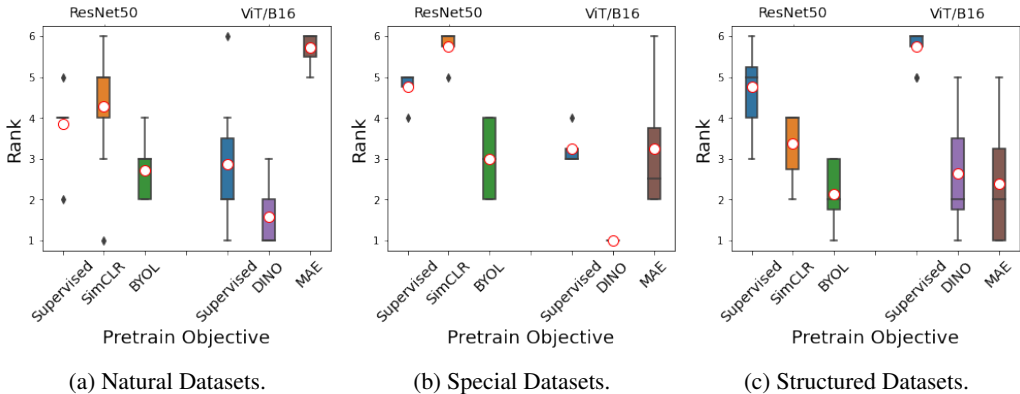 ResNet50 ViT/B16
6
5
4
3
2
1
Rank
Supervised SimCLR BYOL Supervised DINO MAE
Pretrain Objective
(a) Natural Datasets.
ResNet50 ViT/B16
6
5
4
3
2
1
Rank
Supervised SimCLR BYOL Supervised DINO MAE
Pretrain Objective
(b) Special Datasets.
ResNet50 ViT/B16
6
5
4
3
2
1
Rank
Supervised SimCLR BYOL Supervised DINO MAE
Pretrain Objective
(c) Structured Datasets.